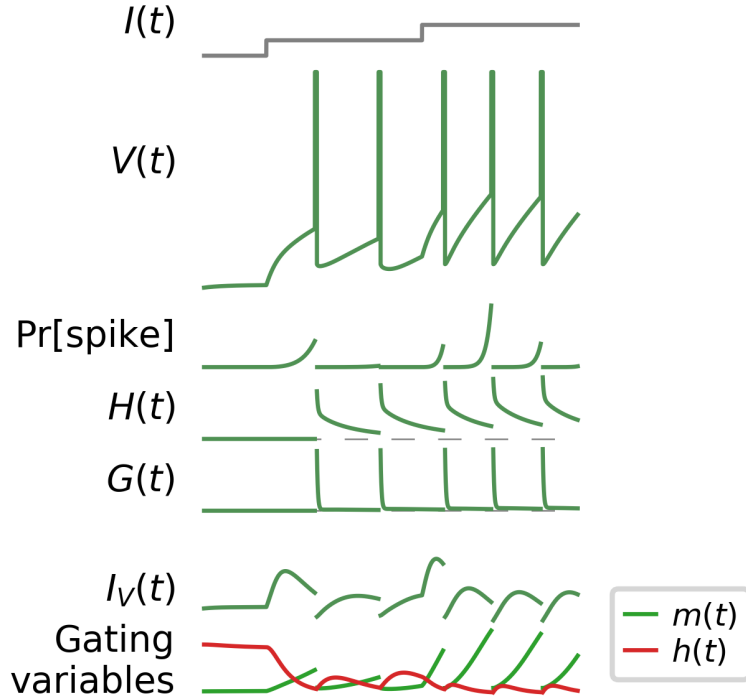 I(t)
V(t)
Pr[spike]
H(t)
G(t)
I_V(t)
Gating
variables
m(t)
h(t)